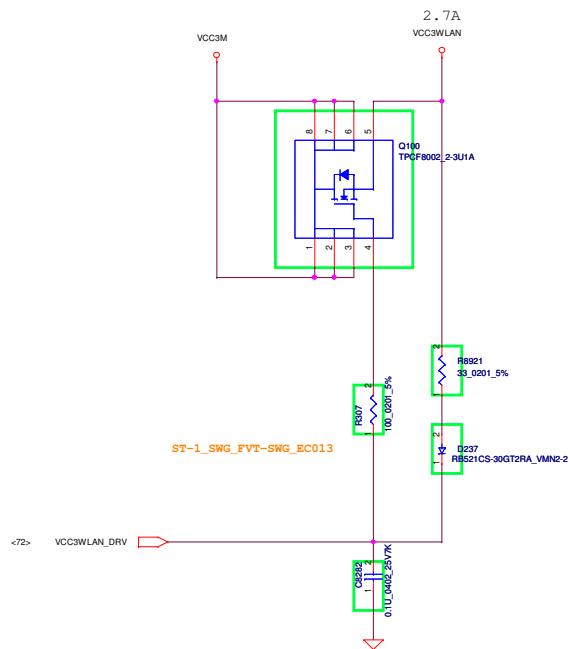 2.7A
VCC3M
VCC3WLAN
8
7
6
5
Q100
TPCF8002_2-3U1A
1
2
3
4
2
R8921
33_0201_5%
1
2
R307
100_0201_5%
1
2
D237
RB521CS-30GT2RA_VMN2-2
1
ST-1_SWG_FVT-SWG_EC013
<72>
VCC3WLAN_DRV
2
C8282
0.1U_0402_25V7K
1